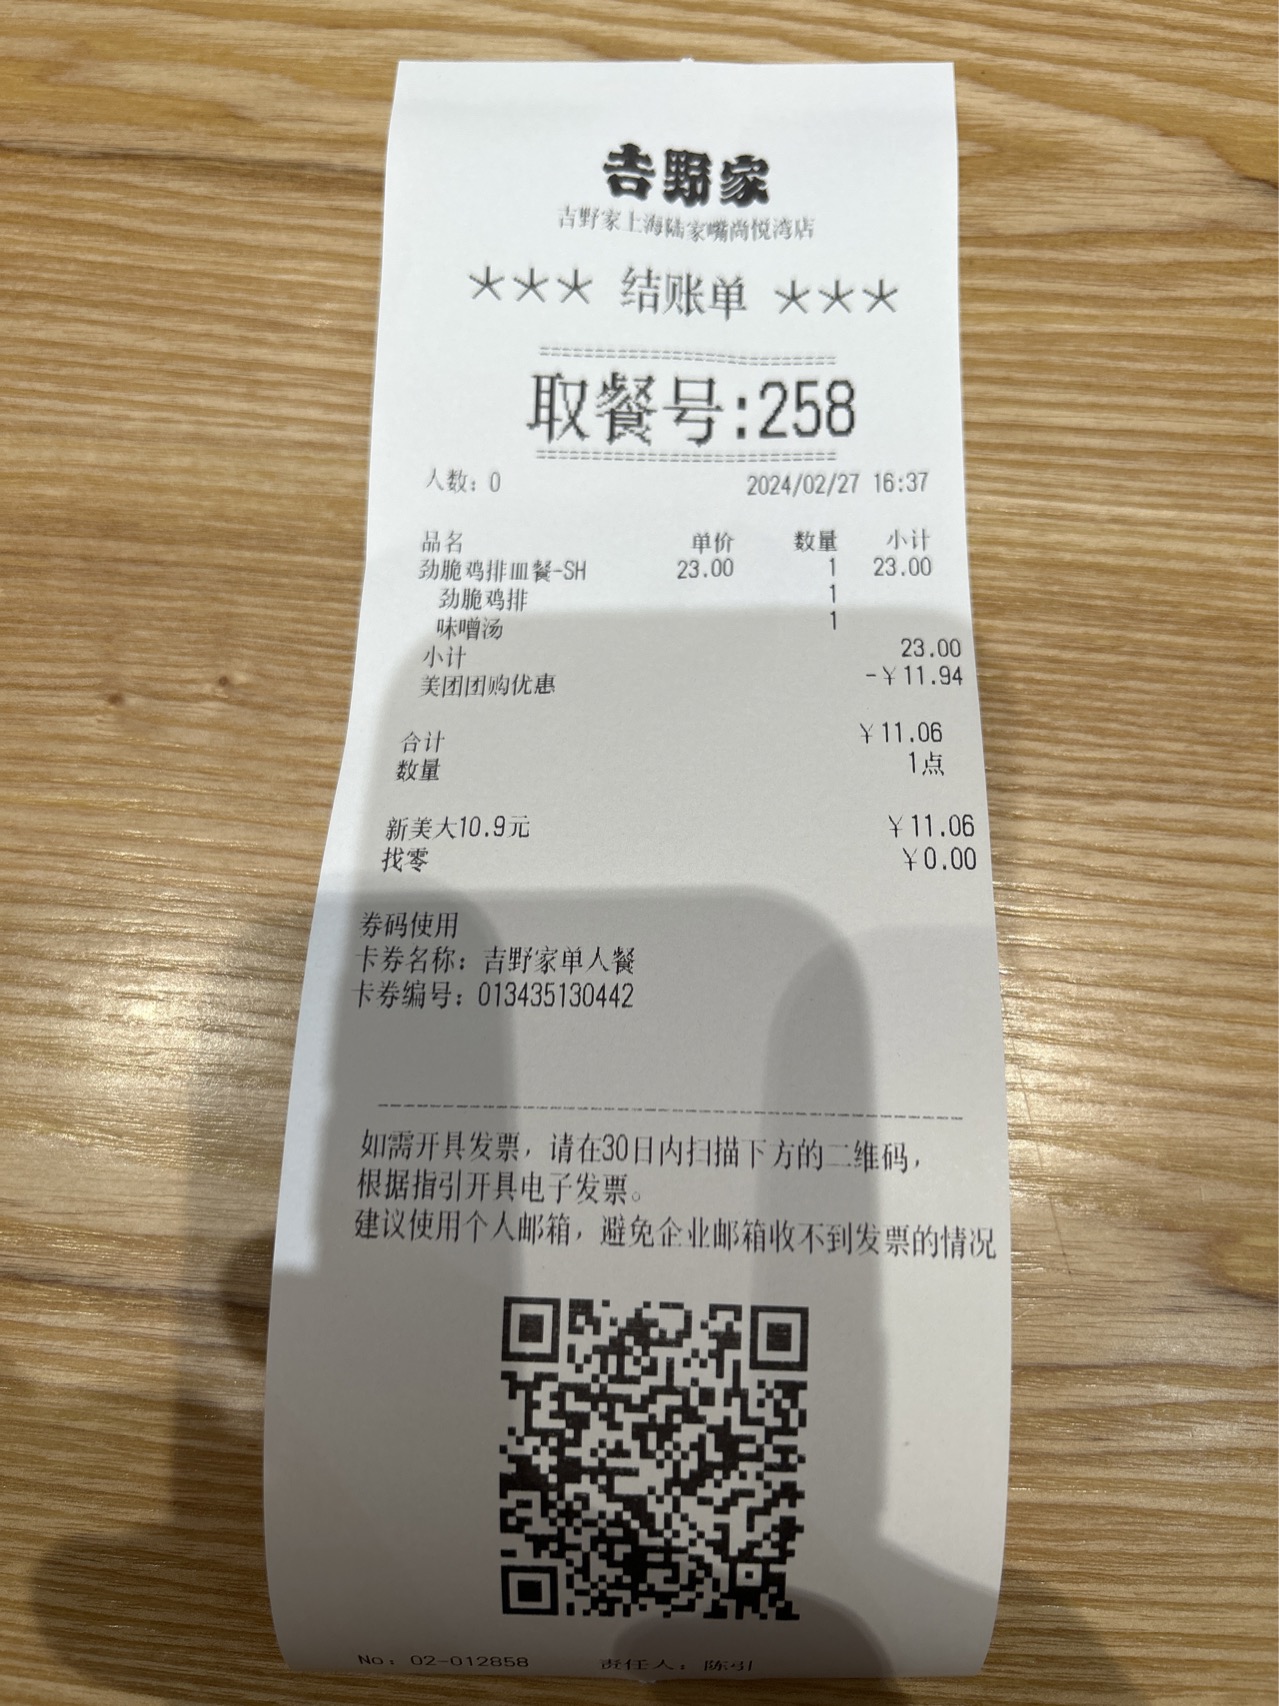 吉野家
吉野家上海陆家嘴尚悦湾店
*** 结账单 ***
取餐号:258
人数：0 2024/02/27 16:37
品名 单价 数量 小计
劲脆鸡排皿餐-SH 23.00 1 23.00
劲脆鸡排 1
味噌汤 1
小计 23.00
美团团购优惠 -￥11.94
合计 ￥11.06
数量 1点
新美大10.9元 ￥11.06
找零 ￥0.00
券码使用
卡券名称：吉野家单人餐
卡券编号：013435130442
如需开具发票，请在30日内扫描下方的二维码，
根据指引开具电子发票。
建议使用个人邮箱，避免企业邮箱收不到发票的情况
No: 02-012858 责任人：陈引